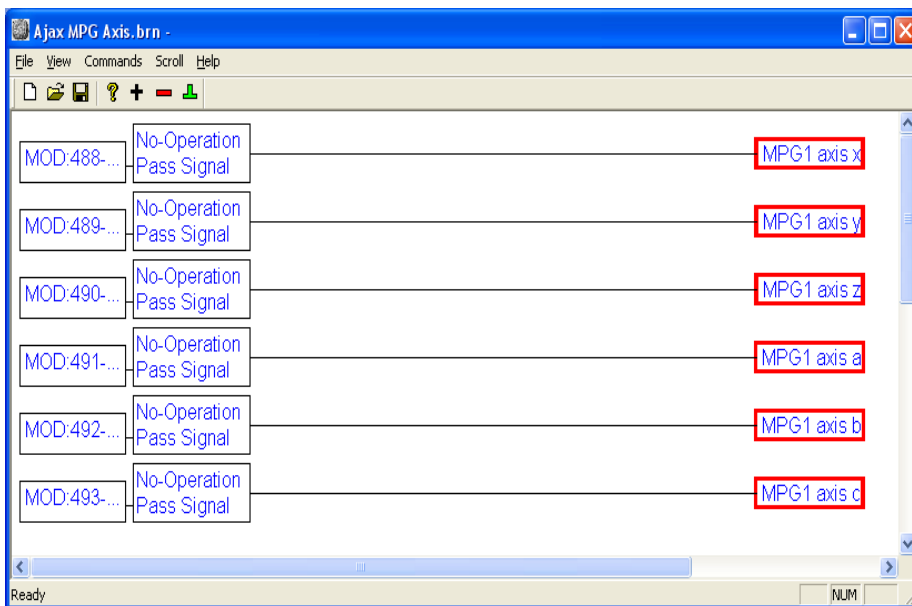 Ajax MPG Axis.brn -
File View Commands Scroll Help
MOD:488-...
No-Operation
Pass Signal
MPG1 axis x
MOD:489-...
No-Operation
Pass Signal
MPG1 axis y
MOD:490-...
No-Operation
Pass Signal
MPG1 axis z
MOD:491-...
No-Operation
Pass Signal
MPG1 axis a
MOD:492-...
No-Operation
Pass Signal
MPG1 axis b
MOD:493-...
No-Operation
Pass Signal
MPG1 axis c
Ready
NUM